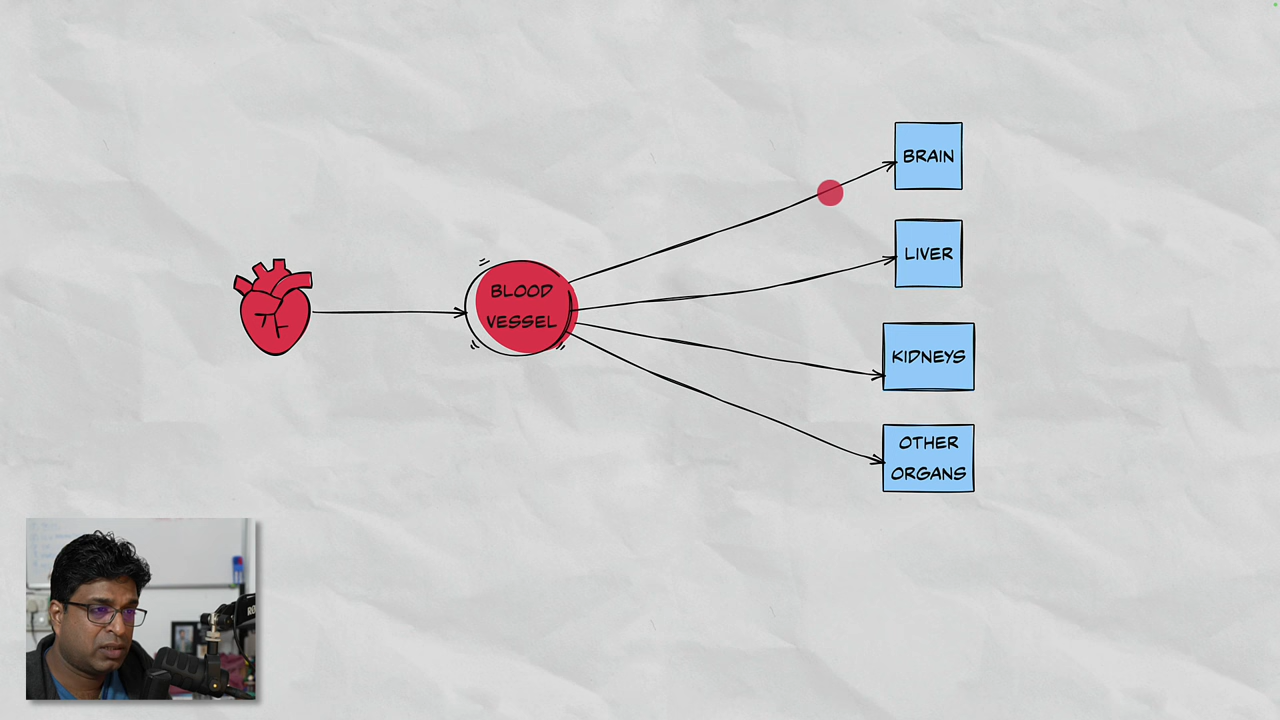 BRAIN
LIVER
BLOOD
VESSEL
KIDNEYS
OTHER
ORGANS